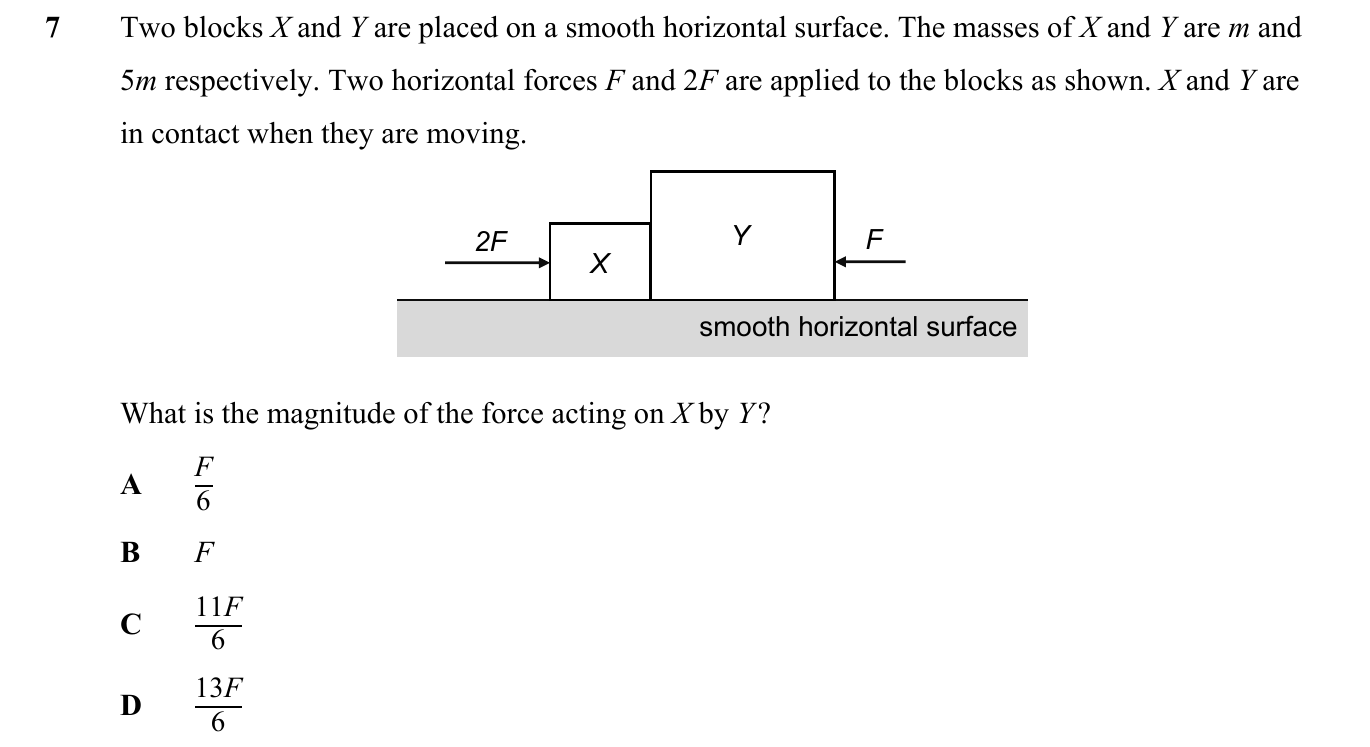 7 Two blocks X and Y are placed on a smooth horizontal surface. The masses of X and Y are m and
5m respectively. Two horizontal forces F and 2F are applied to the blocks as shown. X and Y are
in contact when they are moving.
2F X Y F
smooth horizontal surface
What is the magnitude of the force acting on X by Y?
A F/6
B F
C 11F/6
D 13F/6